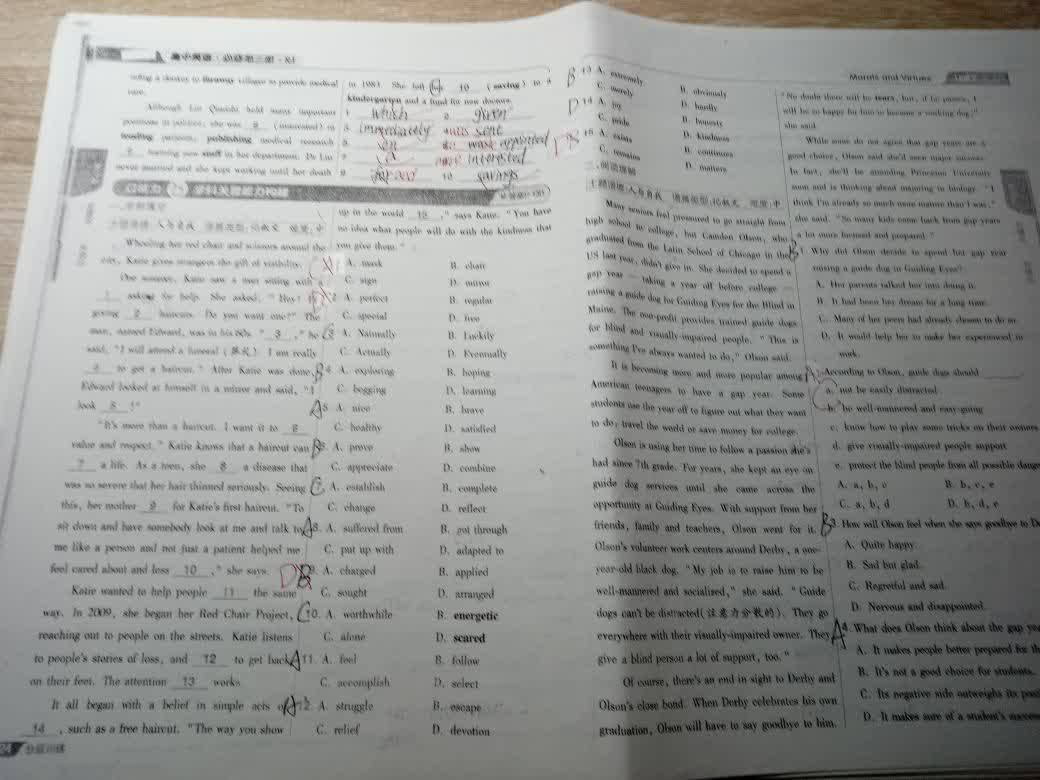 高中英语 必修第三册·RJ
Morals and Virtues
sending a doctor to faraway villages to provide medical
care.
Although Lin Qiaozhi held many important
positions in politics, she was 8 (interested) in
tending patients, publishing medical research
9 training new staff in her department. Dr Lin
never married and she kept working until her death
in 1983. She left 10 (saving) to a
kindergarten and a fund for new doctors.
which given
immediately sent
appointed
interested
savings
学科关键能力构建
Wheeling her red chair and scissors around the
city, Katie gives strangers the gift of visibility.
One summer, Katie saw a man sitting with a
1 asking for help. She asked, "Hey! I'm
giving 2 haircuts. Do you want one?" The
man, named Edward, was in his 60s. " 3 ," he
said, "I will attend a funeral (葬礼). I am really
4 to get a haircut." After Katie was done,
Edward looked at himself in a mirror and said, "I
look 5 !"
"It's more than a haircut. I want it to 6
value and respect." Katie knows that a haircut can
7 a life. As a teen, she 8 a disease that
was so severe that her hair thinned seriously. Seeing
this, her mother 9 for Katie's first haircut. "To
sit down and have somebody look at me and talk to
me like a person and not just a patient helped me
feel cared about and less 10 ," she says.
Katie wanted to help people 11 the same
way. In 2009, she began her Red Chair Project,
reaching out to people on the streets. Katie listens
to people's stories of loss, and 12 to get back
on their feet. The attention 13 works.
It all began with a belief in simple acts of
14 , such as a free haircut. "The way you show
24
up in the world 15 ," says Katie. "You have
no idea what people will do with the kindness that
you give them."
1. A. mask B. chair
C. sign D. mirror
2. A. perfect B. regular
C. special D. free
C 3. A. Naturally B. Luckily
C. Actually D. Eventually
B 4. A. exploring B. hoping
C. begging D. learning
A 5. A. nice B. brave
C. healthy D. satisfied
B 6. A. prove B. show
C. appreciate D. combine
C 7. A. establish B. complete
C. change D. reflect
A 8. A. suffered from B. got through
C. put up with D. adapted to
D 9. A. charged B. applied
C. sought D. arranged
C 10. A. worthwhile B. energetic
C. alone D. scared
A 11. A. feel B. follow
C. accomplish D. select
A 12. A. struggle B. escape
C. relief D. devotion
B 13. A. extremely B. obviously
C. merely D. hardly
D 14. A. joy B. honesty
C. pride D. kindness
15. A. exists B. continues
C. remains D. matters
Many seniors feel pressured to go straight from
high school to college, but Camden Olson, who
graduated from the Latin School of Chicago in the
US last year, didn't give in. She decided to spend a
gap year — taking a year off before college —
raising a guide dog for Guiding Eyes for the Blind in
Maine. The non-profit provides trained guide dogs
for blind and visually-impaired people. "This is
something I've always wanted to do," Olson said.
It is becoming more and more popular among
American teenagers to have a gap year. Some
students use the year off to figure out what they want
to do, travel the world or save money for college.
Olson is using her time to follow a passion she's
had since 7th grade. For years, she kept an eye on
guide dog services until she came across the
opportunity at Guiding Eyes. With support from her
friends, family and teachers, Olson went for it.
Olson's volunteer work centers around Derby, a one-
year-old black dog. "My job is to raise him to be
well-mannered and socialized," she said. "Guide
dogs can't be distracted(注意力分散的). They go
everywhere with their visually-impaired owner. They
give a blind person a lot of support, too."
Of course, there's an end in sight to Derby and
Olson's close bond. When Derby celebrates his own
graduation, Olson will have to say goodbye to him.
"No doubt there will be tears, but, if he passes, I
will be so happy for him to become a working dog,"
she said.
While some do not agree that gap years are a
good choice, Olson said she'd seen major success.
In fact, she'll be attending Princeton University
soon and is thinking about majoring in biology. "I
think I'm already so much more mature than I was,"
she said. "So many kids come back from gap years
a lot more focused and prepared."
1. Why did Olson decide to spend her gap year
raising a guide dog in Guiding Eyes?
A. Her parents talked her into doing it.
B. It had been her dream for a long time.
C. Many of her peers had already chosen to do so.
D. It would help her to make her experienced in
work.
2. According to Olson, guide dogs should
a. not be easily distracted
b. be well-mannered and easy-going
c. know how to play some tricks on their owners
d. give visually-impaired people support
e. protect the blind people from all possible
A. a, b, c B. b, c, e
C. a, b, d D. b, d, e
B 3. How will Olson feel when she says goodbye to
A. Quite happy.
B. Sad but glad.
C. Regretful and sad.
D. Nervous and disappointed.
A 4. What does Olson think about the gap
A. It makes people better prepared for
B. It's not a good choice for students.
C. Its negative side outweighs its
D. It makes sure of a student's